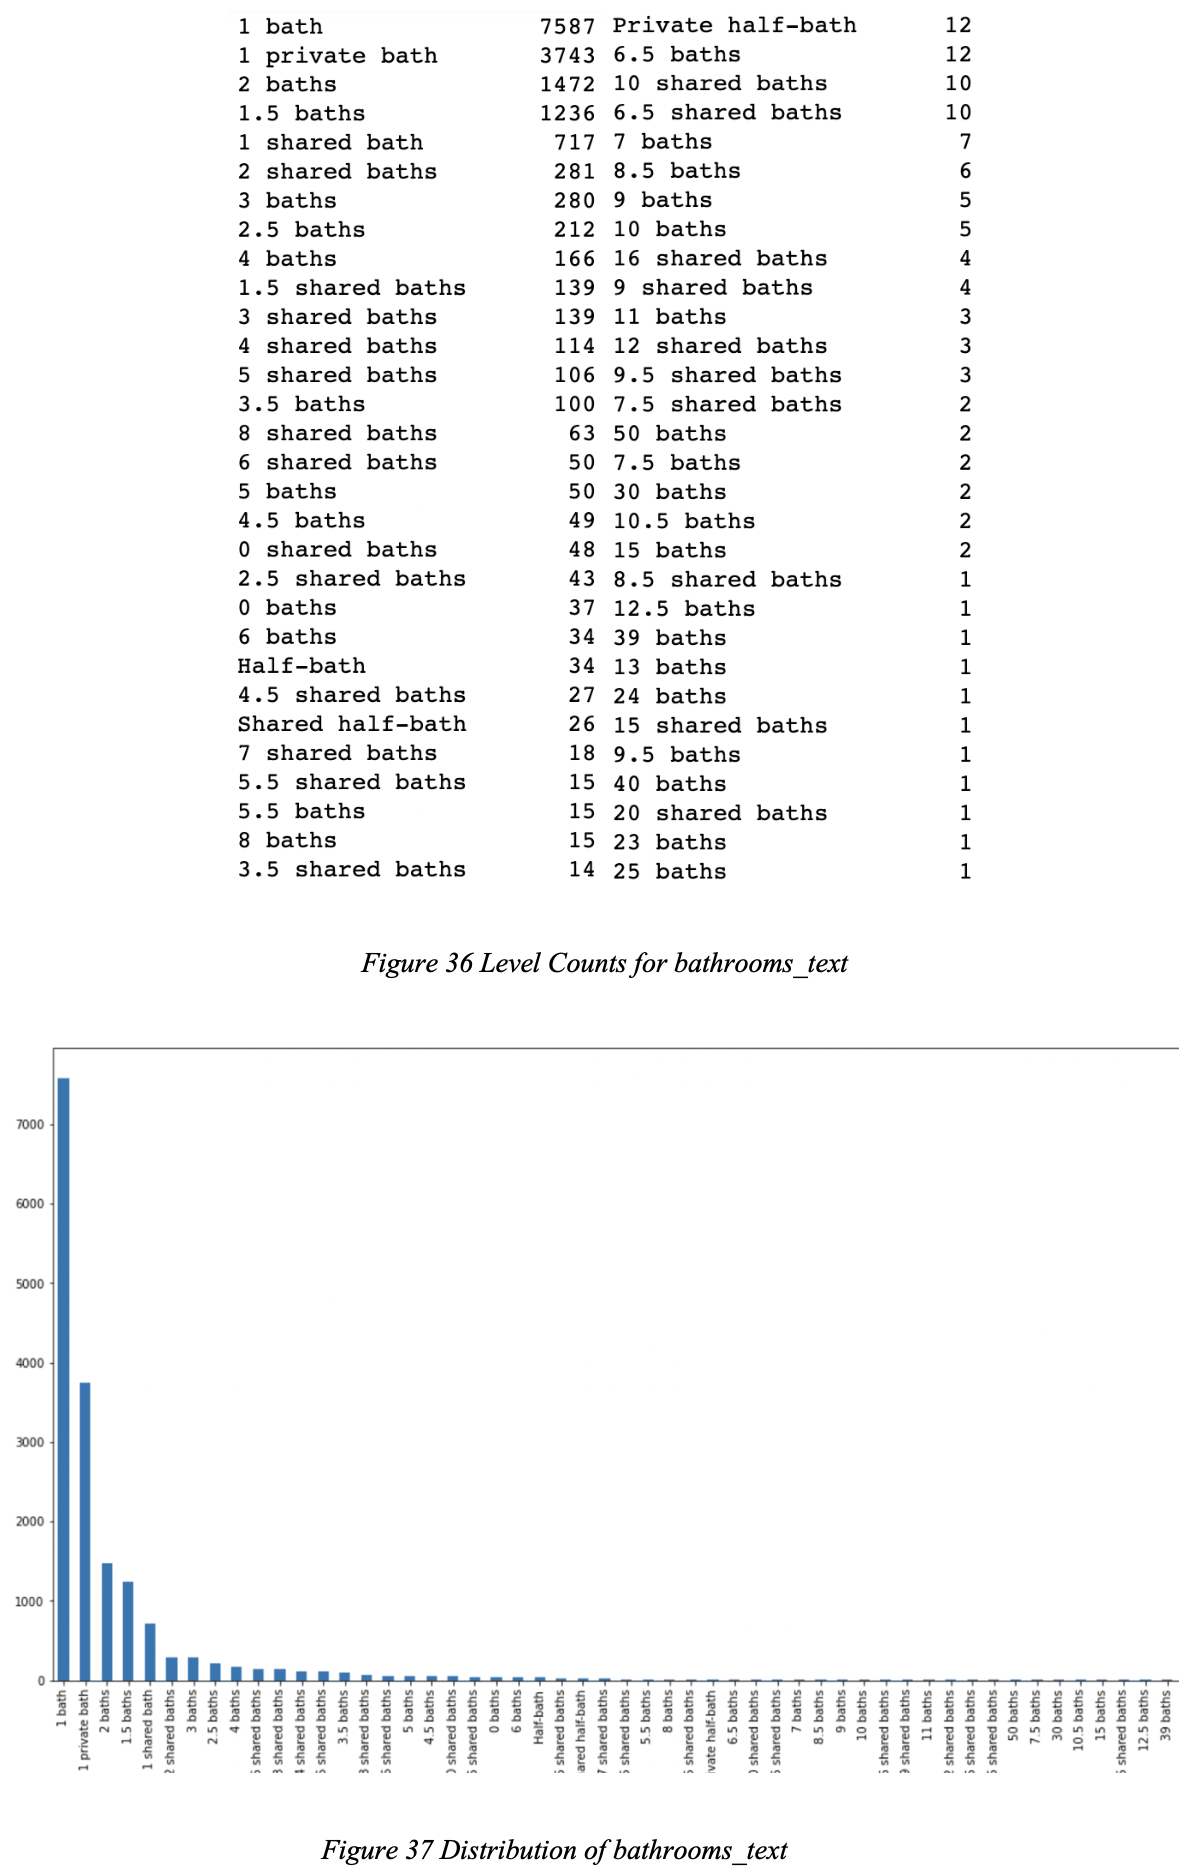 1 bath 7587 Private half-bath 12
1 private bath 3743 6.5 baths 12
2 baths 1472 10 shared baths 10
1.5 baths 1236 6.5 shared baths 10
1 shared bath 717 7 baths 7
2 shared baths 281 8.5 baths 6
3 baths 280 9 baths 5
2.5 baths 212 10 baths 5
4 baths 166 16 shared baths 4
1.5 shared baths 139 9 shared baths 4
3 shared baths 139 11 baths 3
4 shared baths 114 12 shared baths 3
5 shared baths 106 9.5 shared baths 3
3.5 baths 100 7.5 shared baths 2
8 shared baths 63 50 baths 2
6 shared baths 50 7.5 baths 2
5 baths 50 30 baths 2
4.5 baths 49 10.5 baths 2
0 shared baths 48 15 baths 2
2.5 shared baths 43 8.5 shared baths 1
0 baths 37 12.5 baths 1
6 baths 34 39 baths 1
Half-bath 34 13 baths 1
4.5 shared baths 27 24 baths 1
Shared half-bath 26 15 shared baths 1
7 shared baths 18 9.5 baths 1
5.5 shared baths 15 40 baths 1
5.5 baths 15 20 shared baths 1
8 baths 15 23 baths 1
3.5 shared baths 14 25 baths 1
Figure 36 Level Counts for bathrooms_text
7000
6000
5000
4000
3000
2000
1000
0
1 bath
1 private bath
2 baths
1.5 baths
1 shared bath
2 shared baths
3 baths
2.5 baths
4 baths
shared baths
3 shared baths
4 shared baths
shared baths
3.5 baths
8 shared baths
shared baths
5 baths
4.5 baths
0 shared baths
shared baths
0 baths
6 baths
Half-bath
shared baths
ared half-bath
7 shared baths
shared baths
5.5 baths
8 baths
shared baths
ivate half-bath
6.5 baths
0 shared baths
shared baths
7 baths
8.5 baths
9 baths
10 baths
shared baths
9 shared baths
11 baths
2 shared baths
shared baths
shared baths
50 baths
7.5 baths
30 baths
10.5 baths
15 baths
shared baths
12.5 baths
39 baths
Figure 37 Distribution of bathrooms_text